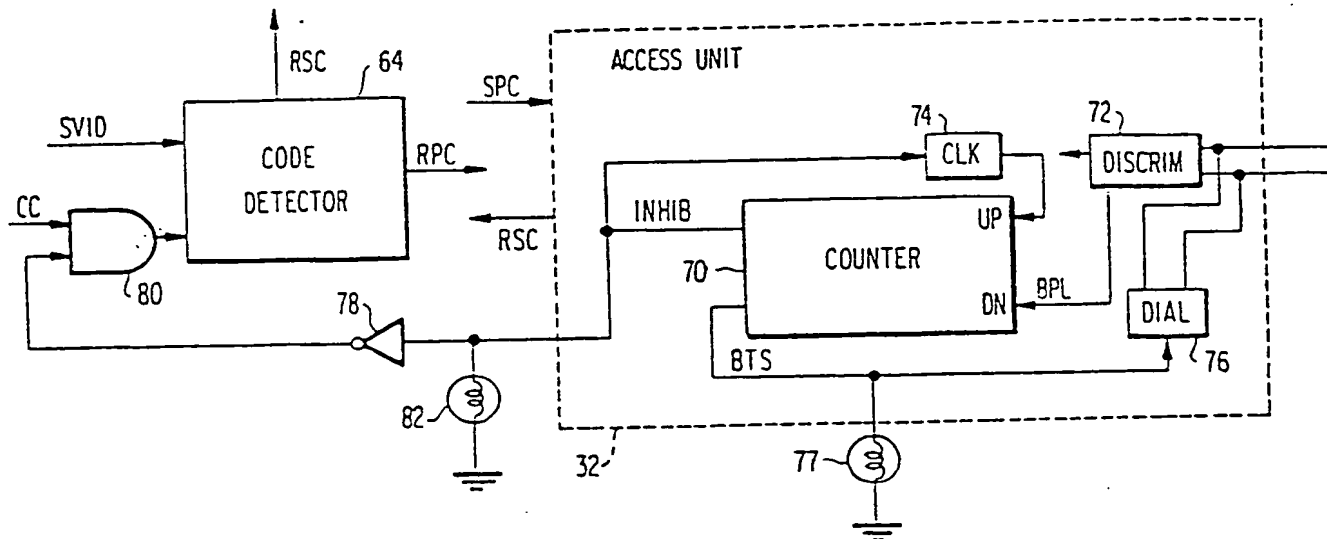 RSC
64
SVID
CODE
DETECTOR
RPC
CC
80
78
82
SPC
RSC
ACCESS UNIT
74
CLK
72
DISCRIM
INHIB
UP
70
COUNTER
DN
BPL
DIAL
76
BTS
32
77